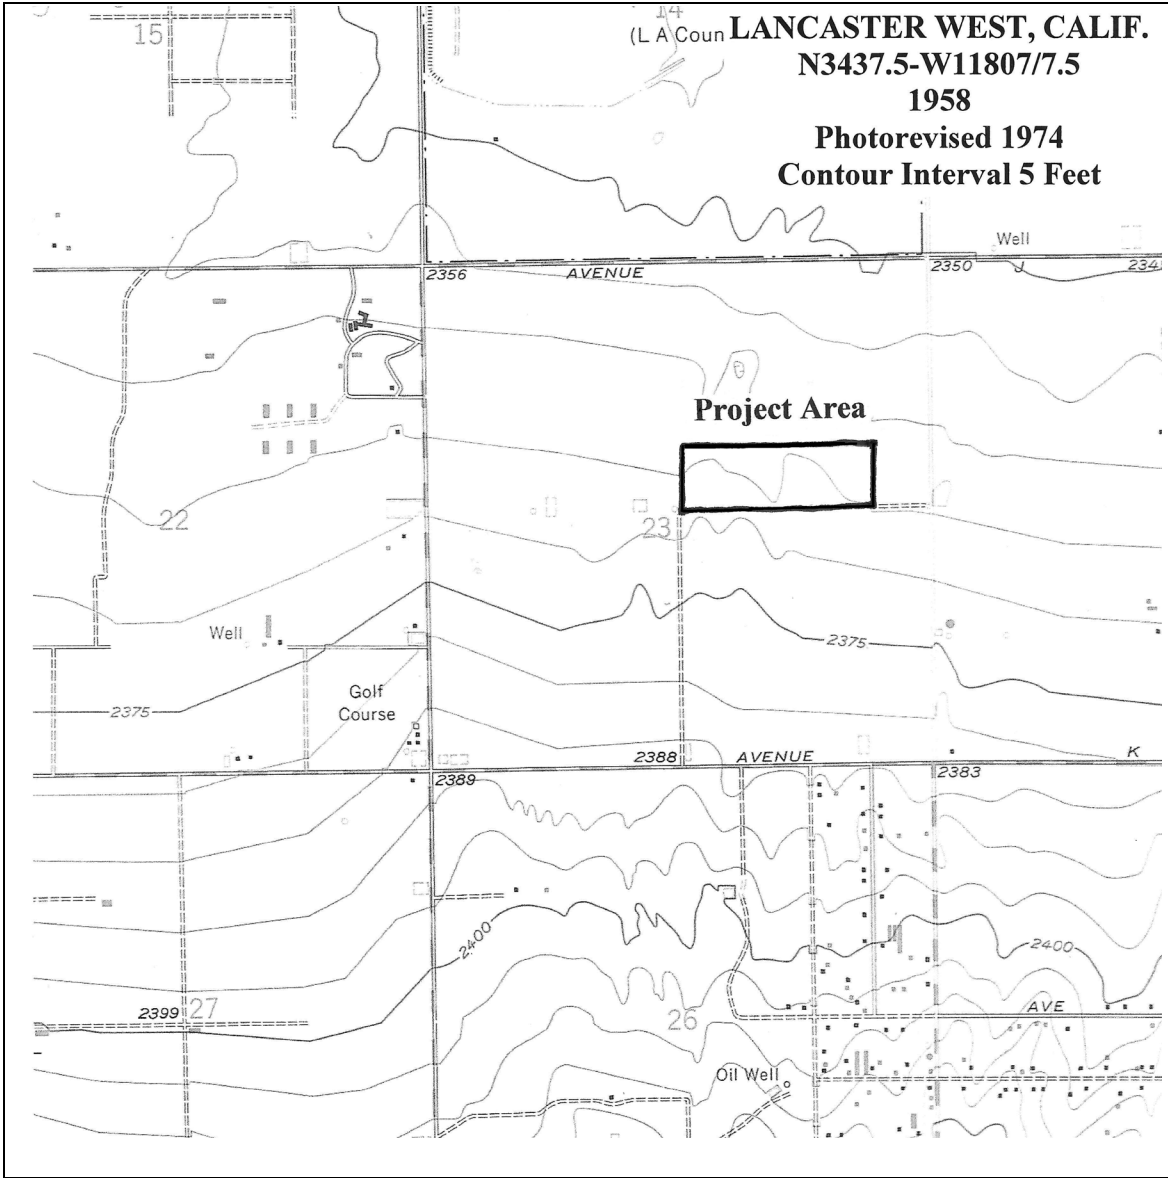 15
14
(L A Coun
LANCASTER WEST, CALIF.
N3437.5-W11807/7.5
1958
Photorevised 1974
Contour Interval 5 Feet
Well
2356
AVENUE
2350
J
234
Project Area
22
23
Well
2375
2375
Golf
Course
2388
AVENUE
K
2389
2383
2400
2400
2399
27
26
AVE
Oil Well